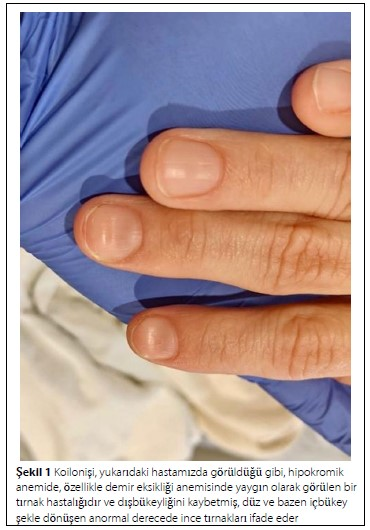 Şekil 1 Koilonişi, yukarıdaki hastamızda görüldüğü gibi, hipokromik
anemide, özellikle demir eksikliği anemisinde yaygın olarak görülen bir
tırnak hastalığıdır ve dışbükeyliğini kaybetmiş, düz ve bazen içbükey
şekle dönüşen anormal derecede ince tırnakları ifade eder